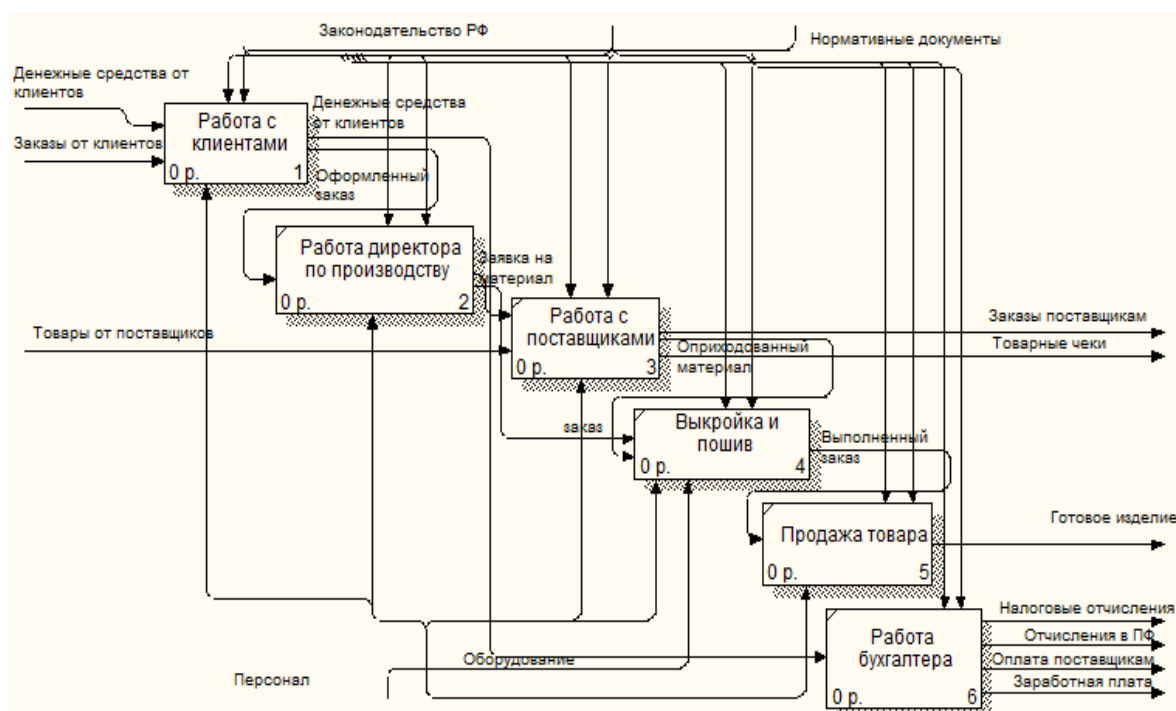 Законодательство РФ
Нормативные документы
Денежные средства от
клиентов
Заказы от клиентов
Работа с
клиентами
0 р. 1
Денежные средства
от клиентов
Оформленный
заказ
Работа директора
по производству
0 р. 2
Заявка на
материал
Товары от поставщиков
Работа с
поставщиками
0 р. 3
Заказы поставщикам
Товарные чеки
Оприходованный
материал
заказ
Выкройка и
пошив
0 р. 4
Выполненный
заказ
Продажа товара
0 р. 5
Готовое изделие
Работа
бухгалтера
0 р. 6
Налоговые отчисления
Отчисления в ПФ
Оплата поставщикам
Заработная плата
Оборудование
Персонал